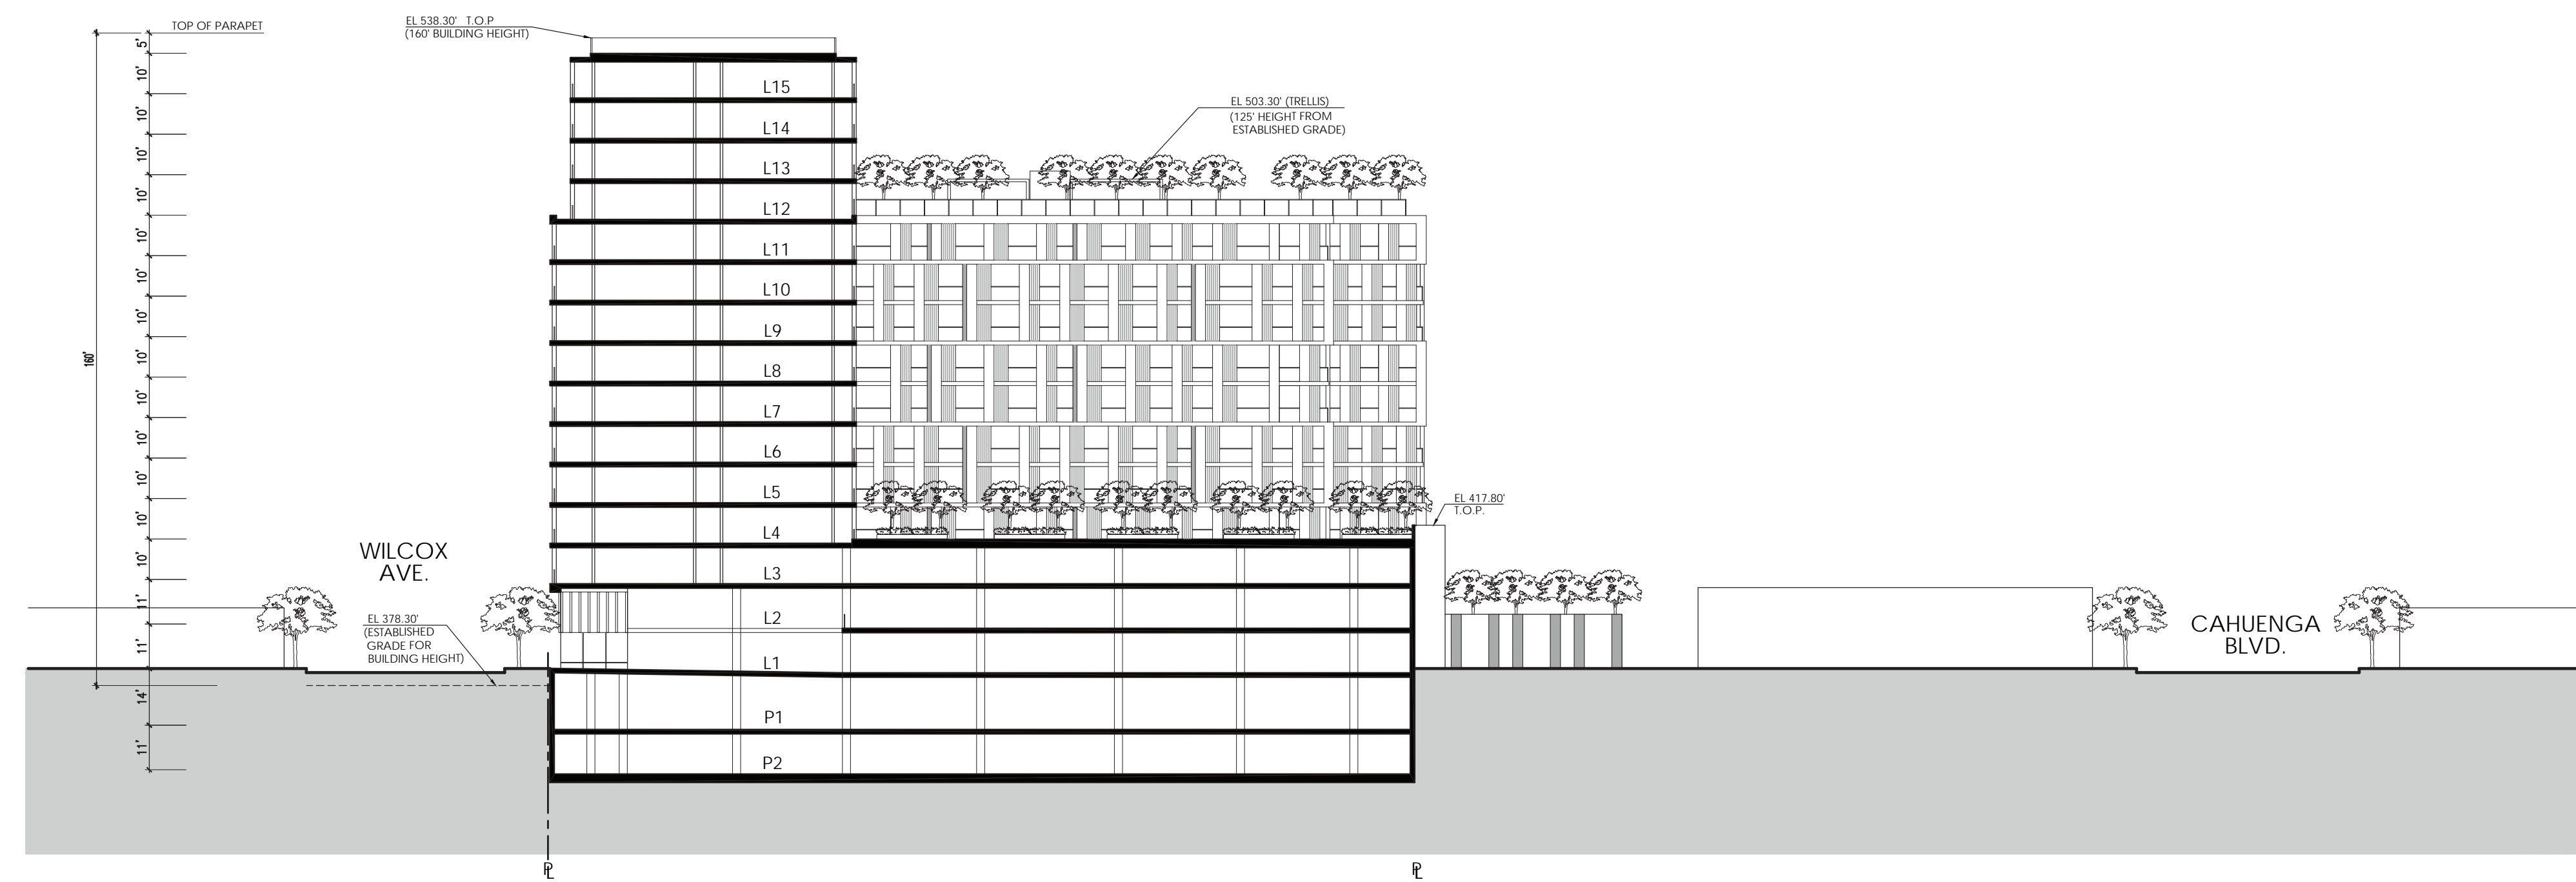 TOP OF PARAPET
EL 538.30' T.O.P
(160' BUILDING HEIGHT)
EL 503.30' (TRELLIS)
(125' HEIGHT FROM
ESTABLISHED GRADE)
5'
10'
10'
10'
10'
10'
10'
10'
10'
10'
10'
10'
10'
10'
11'
11'
14'
11'
160'
L15
L14
L13
L12
L11
L10
L9
L8
L7
L6
L5
L4
L3
L2
L1
P1
P2
EL 417.80'
T.O.P.
WILCOX
AVE.
EL 378.30'
(ESTABLISHED
GRADE FOR
BUILDING HEIGHT)
CAHUENGA
BLVD.
PL
PL